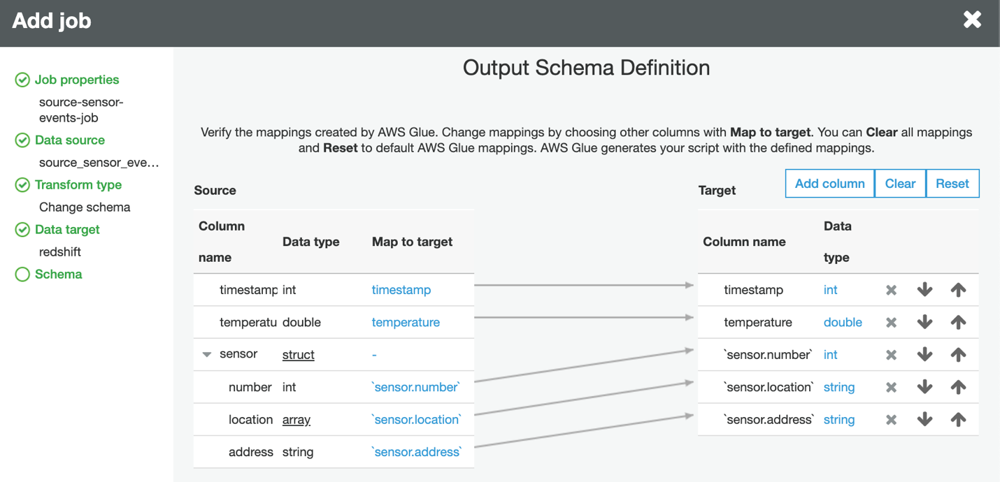 Add job
Job properties
source-sensor-
events-job
Data source
source_sensor_eve...
Transform type
Change schema
Data target
redshift
Schema
Output Schema Definition
Verify the mappings created by AWS Glue. Change mappings by choosing other columns with Map to target. You can Clear all mappings
and Reset to default AWS Glue mappings. AWS Glue generates your script with the defined mappings.
Source
Column name Data type Map to target
timestamp int timestamp
temperatu double temperature
sensor struct -
number int `sensor.number`
location array `sensor.location`
address string `sensor.address`
Target Add column Clear Reset
Column name Data type
timestamp int
temperature double
`sensor.number` int
`sensor.location` string
`sensor.address` string